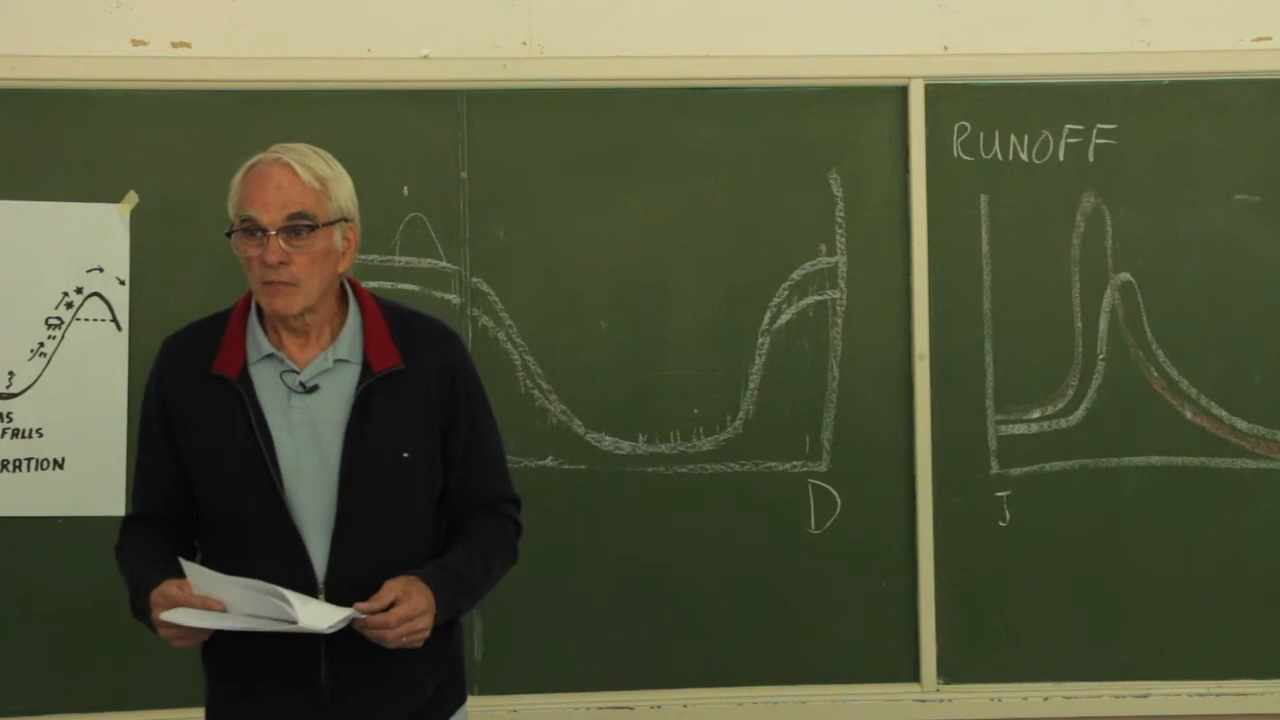 AS
FALLS
RATION
D
RUNOFF
J